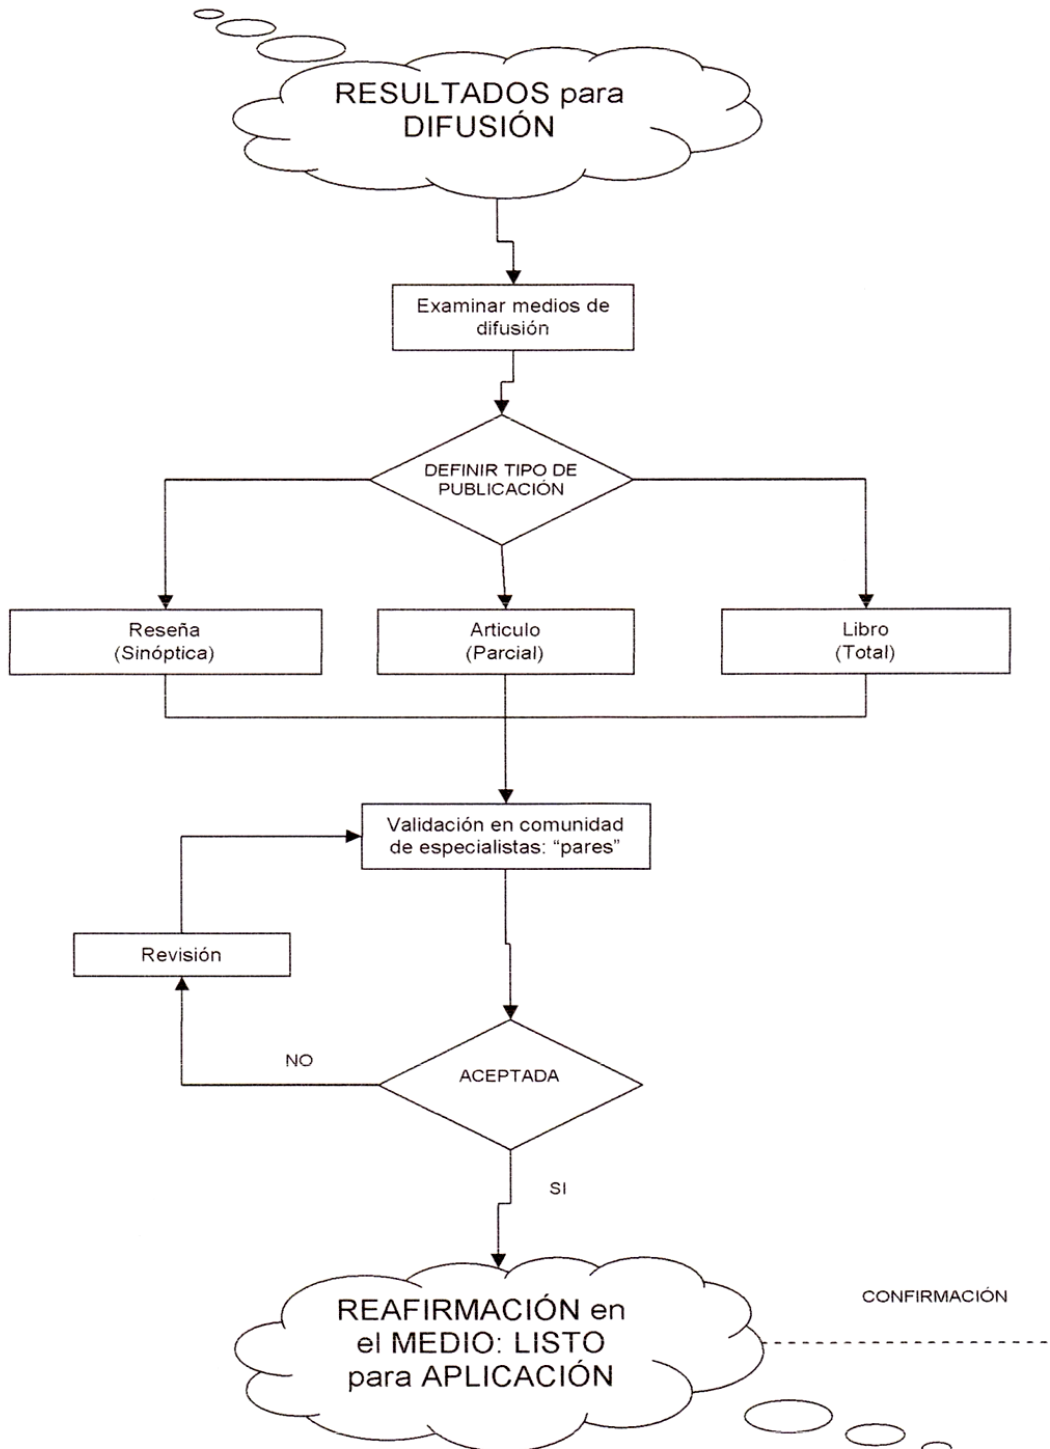 RESULTADOS para
DIFUSIÓN
Examinar medios de
difusión
DEFINIR TIPO DE
PUBLICACIÓN
Reseña
(Sinóptica)
Articulo
(Parcial)
Libro
(Total)
Validación en comunidad
de especialistas: “pares”
Revisión
NO
ACEPTADA
SI
REAFIRMACIÓN en
el MEDIO: LISTO
para APLICACIÓN
CONFIRMACIÓN